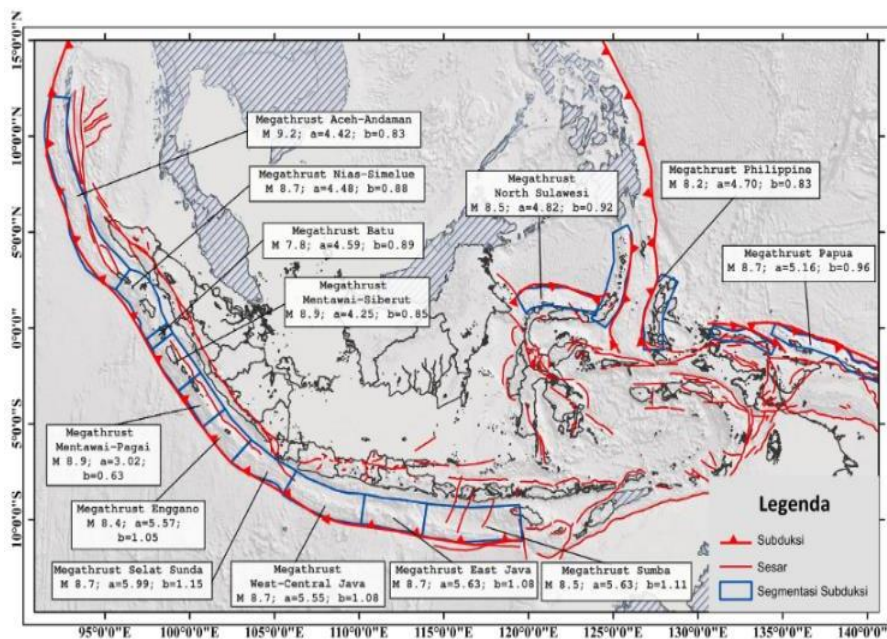 15°0'0"N
10°0'0"N
5°0'0"N
0°0'0"
5°0'0"S
10°0'0"S
Megathrust Aceh-Andaman
M 9.2; a=4.42; b=0.83
Megathrust Nias-Simelue
M 8.7; a=4.48; b=0.88
Megathrust Batu
M 7.8; a=4.59; b=0.89
Megathrust
Mentawai-Siberut
M 8.9; a=4.25; b=0.85
Megathrust
North Sulawesi
M 8.5; a=4.82; b=0.92
Megathrust Philippine
M 8.2; a=4.70; b=0.83
Megathrust Papua
M 8.7; a=5.16; b=0.96
Megathrust
Mentawai-Pagai
M 8.9; a=3.02;
b=0.63
Megathrust Enggano
M 8.4; a=5.57;
b=1.05
Megathrust Selat Sunda
M 8.7; a=5.99; b=1.15
Megathrust
West-Central Java
M 8.7; a=5.55; b=1.08
Megathrust East Java
M 8.7; a=5.63; b=1.08
Megathrust Sumba
M 8.5; a=5.63; b=1.11
Legenda
Subduksi
Sesar
Segmentasi Subduksi
95°0'0"E
100°0'0"E
105°0'0"E
110°0'0"E
115°0'0"E
120°0'0"E
125°0'0"E
130°0'0"E
135°0'0"E
140°0'0"E